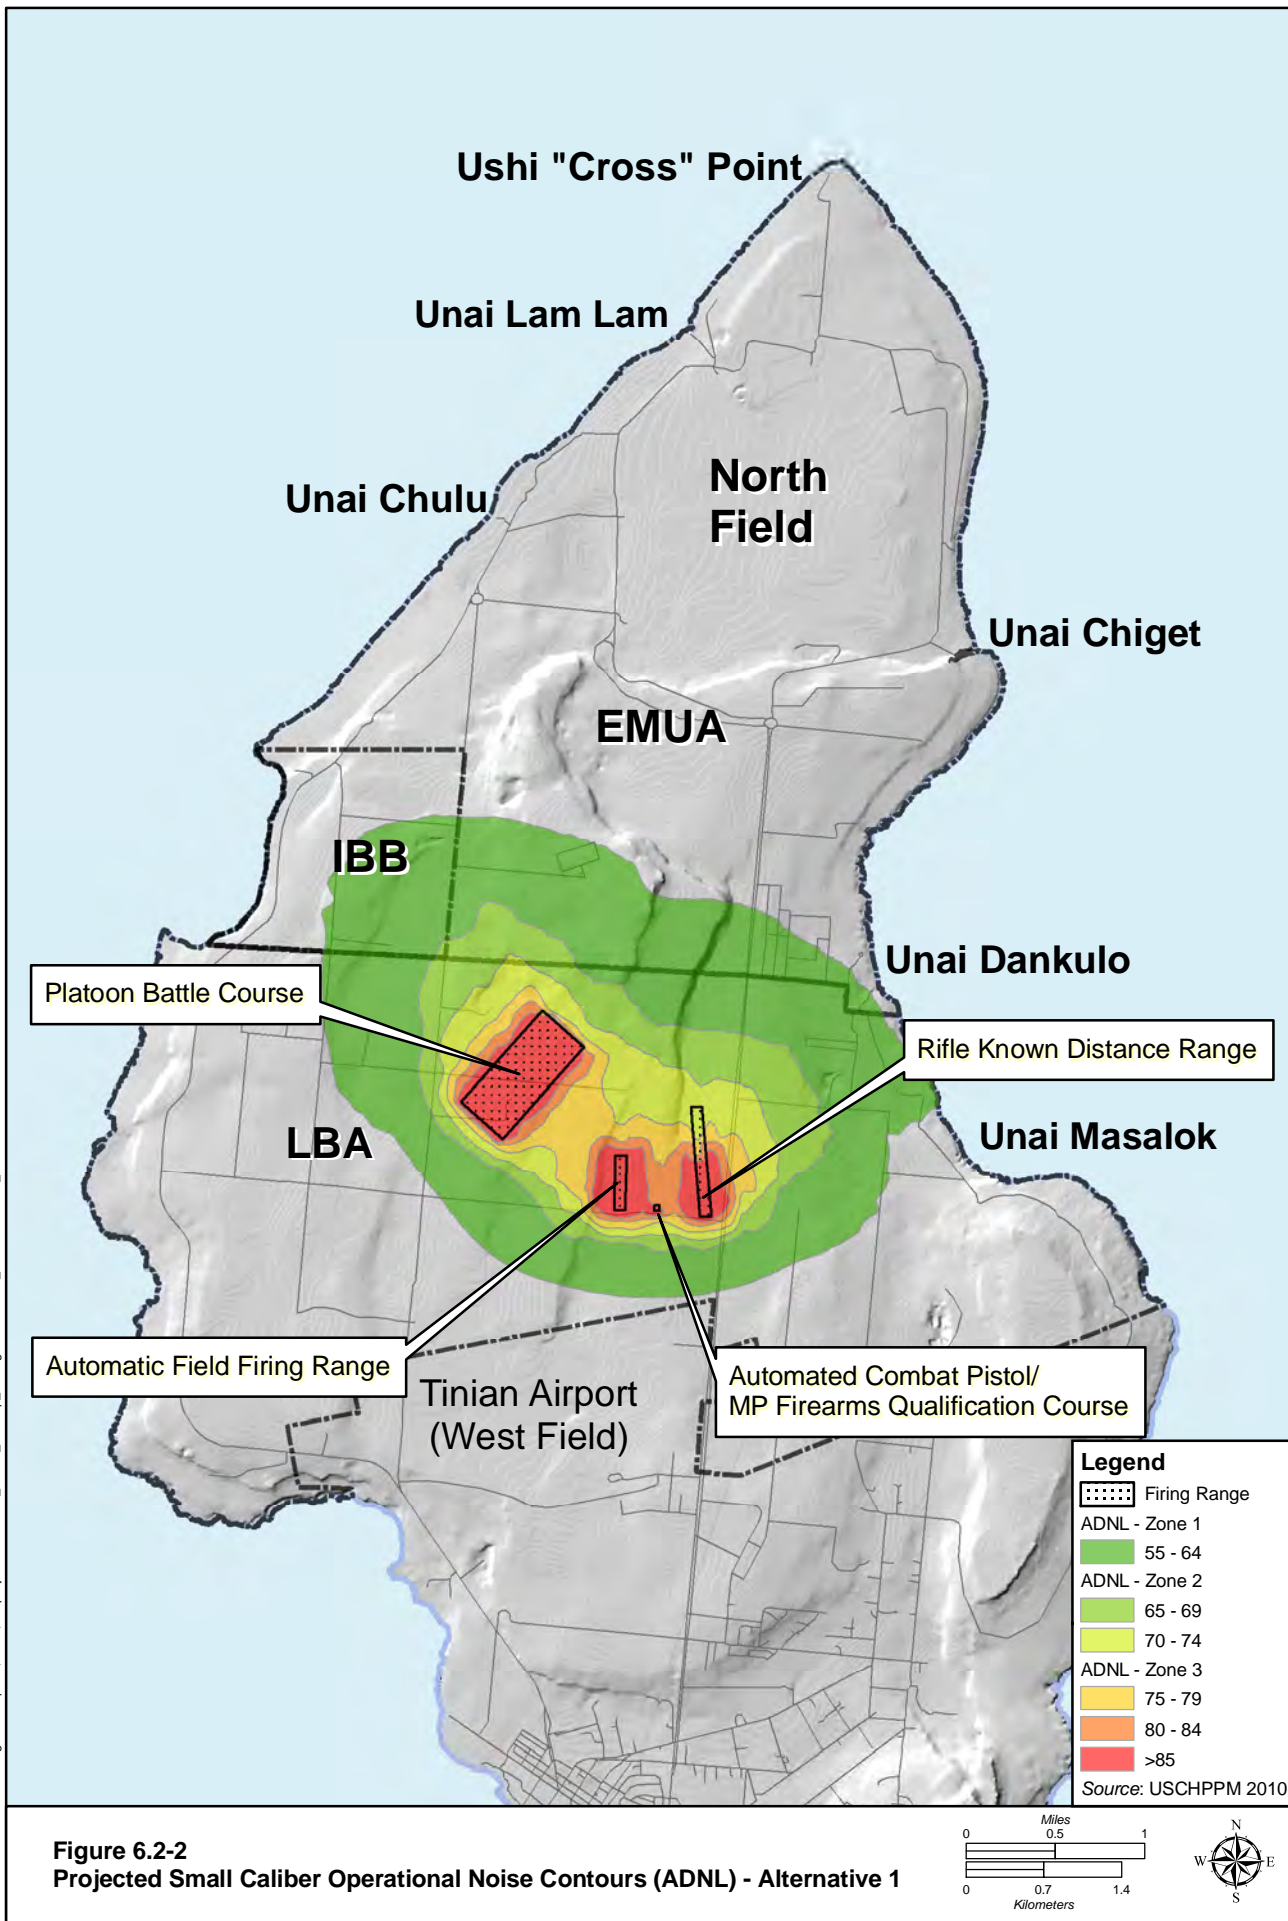 Ushi "Cross" Point
Unai Lam Lam
North
Field
Unai Chulu
Unai Chiget
EMUA
IBB
Unai Dankulo
Platoon Battle Course
Rifle Known Distance Range
LBA
Unai Masalok
Automatic Field Firing Range
Tinian Airport
(West Field)
Automated Combat Pistol/
MP Firearms Qualification Course
Legend
Firing Range
ADNL - Zone 1
55 - 64
ADNL - Zone 2
65 - 69
70 - 74
ADNL - Zone 3
75 - 79
80 - 84
>85
Source: USCHPPM 2010
Figure 6.2-2
Projected Small Caliber Operational Noise Contours (ADNL) - Alternative 1
Miles
0 0.5 1
0 0.7 1.4
Kilometers
N
W E
S